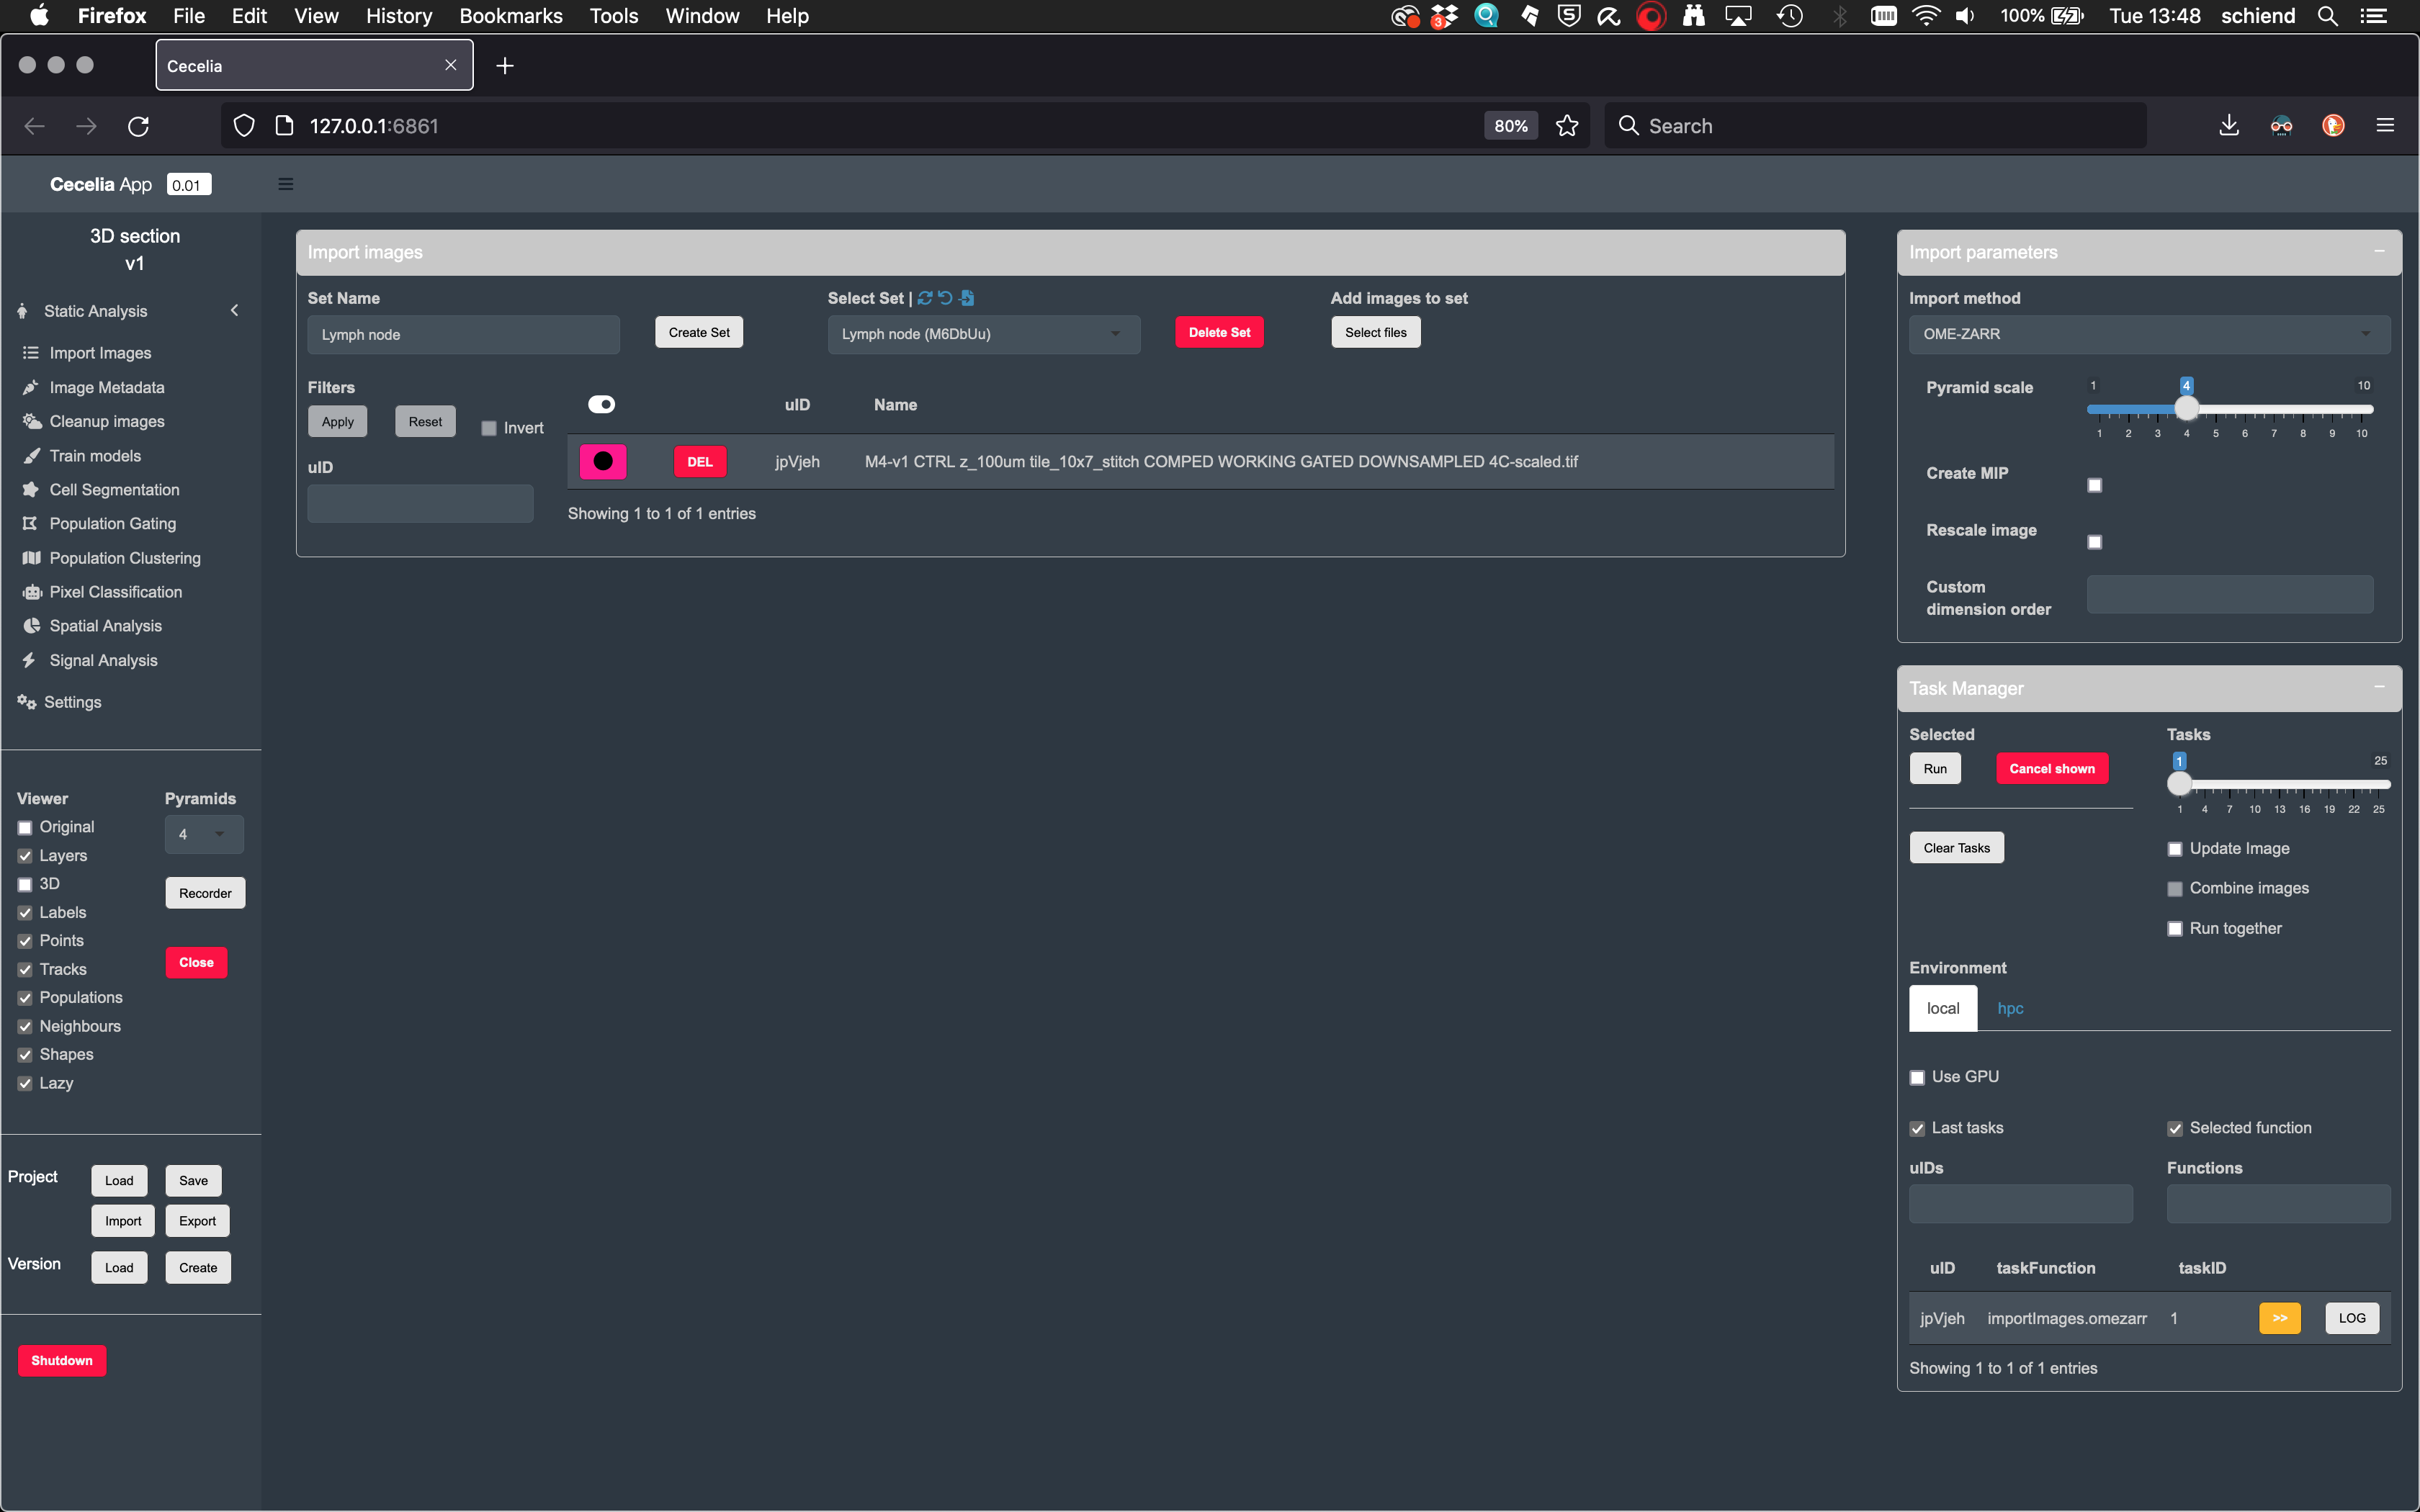 Firefox File Edit View History Bookmarks Tools Window Help 3 100% Tue 13:48 schiend
Cecelia
127.0.0.1:6861 80% Search
Cecelia App 0.01
3D section
v1
Static Analysis
Import Images
Image Metadata
Cleanup images
Train models
Cell Segmentation
Population Gating
Population Clustering
Pixel Classification
Spatial Analysis
Signal Analysis
Settings
Viewer Pyramids
Original 4
Layers
3D Recorder
Labels
Points
Tracks Close
Populations
Neighbours
Shapes
Lazy
Project Load Save
Import Export
Version Load Create
Shutdown
Import images
Set Name Select Set | Add images to set
Lymph node Create Set Lymph node (M6DbUu) Delete Set Select files
Filters
Apply Reset Invert
uID
uID Name
DEL jpVjeh M4-v1 CTRL z_100um tile_10x7_stitch COMPED WORKING GATED DOWNSAMPLED 4C-scaled.tif
Showing 1 to 1 of 1 entries
Import parameters
Import method
OME-ZARR
Pyramid scale 1 4 10
1 2 3 4 5 6 7 8 9 10
Create MIP
Rescale image
Custom
dimension order
Task Manager
Selected Tasks
Run Cancel shown 1 25
1 4 7 10 13 16 19 22 25
Clear Tasks Update Image
Combine images
Run together
Environment
local hpc
Use GPU
Last tasks Selected function
uIDs Functions
uID taskFunction taskID
jpVjeh importImages.omezarr 1 >> LOG
Showing 1 to 1 of 1 entries